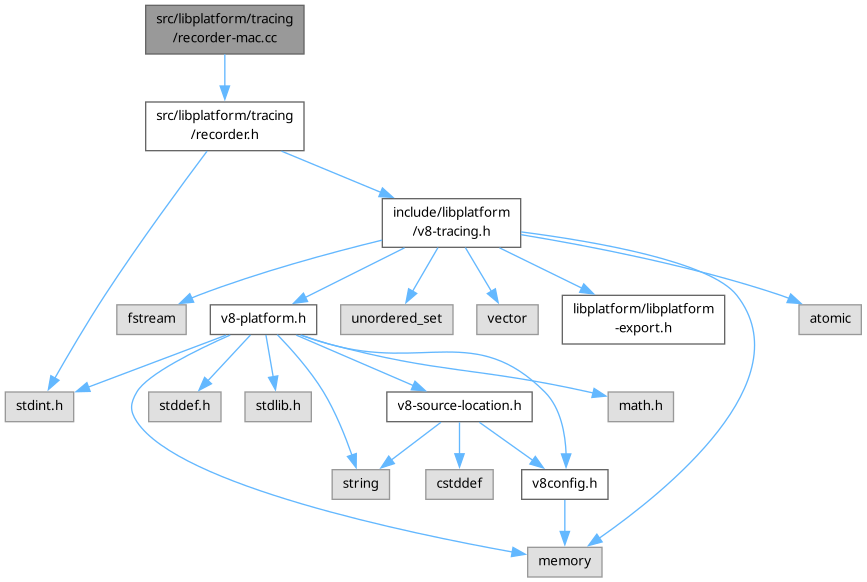 src/libplatform/tracing
/recorder-mac.cc
src/libplatform/tracing
/recorder.h
include/libplatform
/v8-tracing.h
fstream
v8-platform.h
unordered_set
vector
libplatform/libplatform
-export.h
atomic
stdint.h
stddef.h
stdlib.h
v8-source-location.h
math.h
string
cstddef
v8config.h
memory